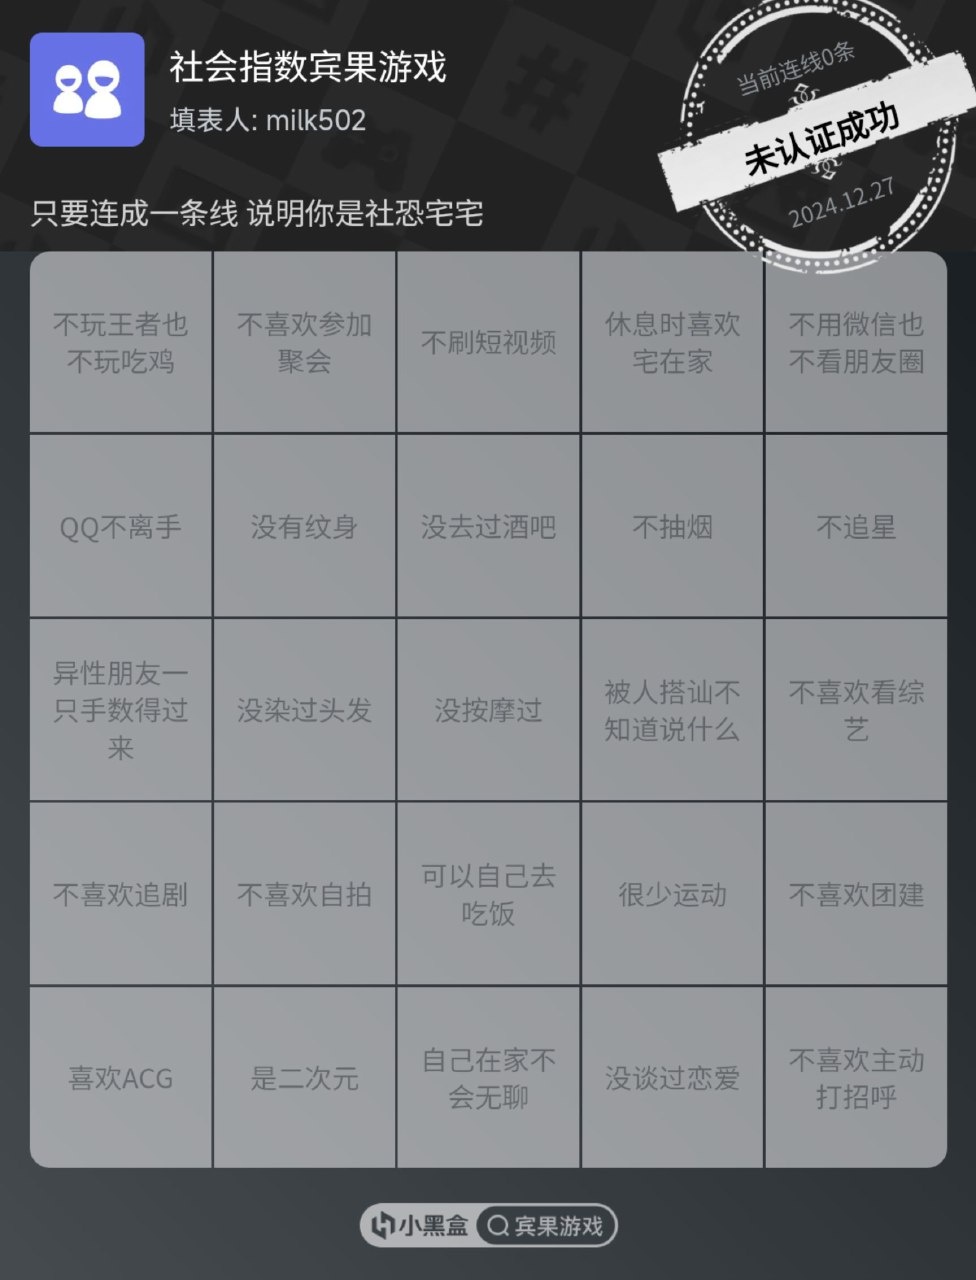 社会指数宾果游戏
填表人: milk502
当前连线0条
未认证成功
2024.12.27
只要连成一条线 说明你是社恐宅宅
不玩王者也
不玩吃鸡
不喜欢参加
聚会
不刷短视频
休息时喜欢
宅在家
不用微信也
不看朋友圈
QQ不离手
没有纹身
没去过酒吧
不抽烟
不追星
异性朋友一
只手数得过
来
没染过头发
没按摩过
被人搭讪不
知道说什么
不喜欢看综
艺
不喜欢追剧
不喜欢自拍
可以自己去
吃饭
很少运动
不喜欢团建
喜欢ACG
是二次元
自己在家不
会无聊
没谈过恋爱
不喜欢主动
打招呼
小黑盒 宾果游戏